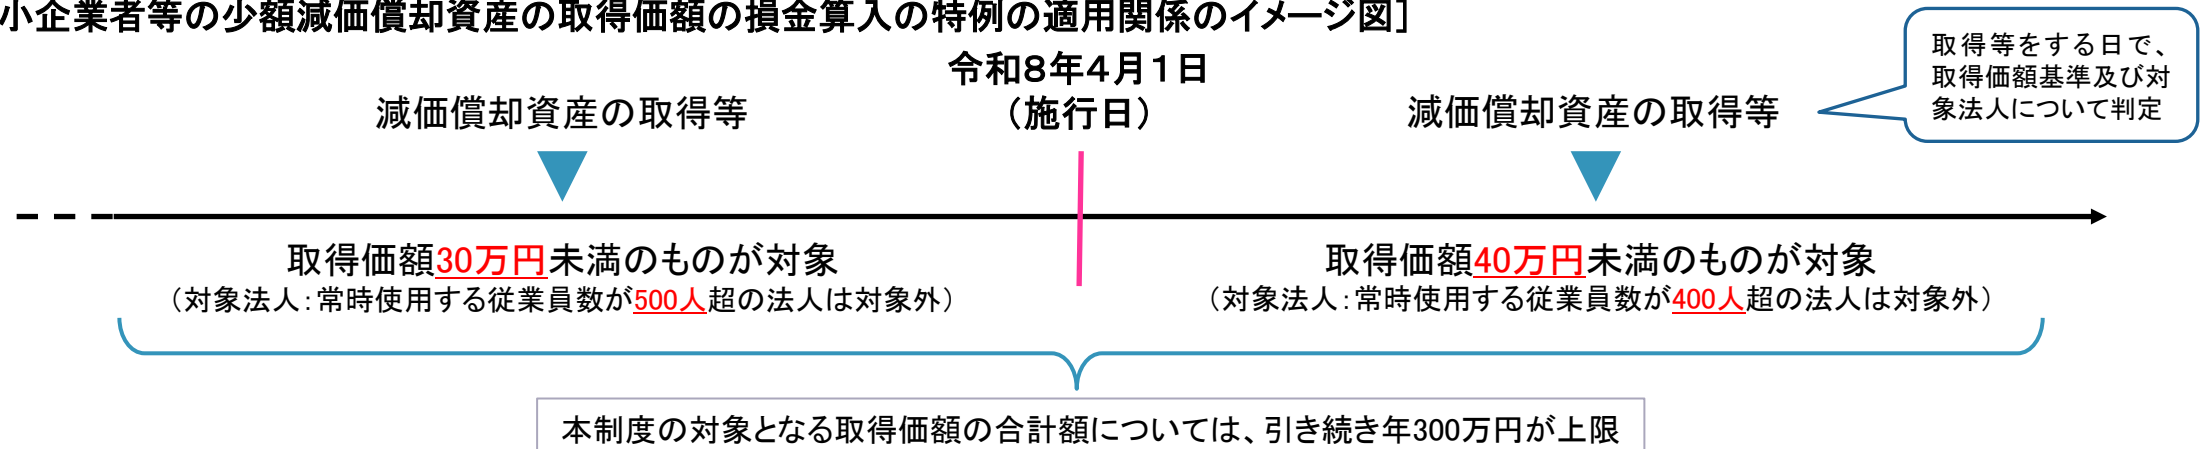 小企業者等の少額減価償却資産の取得価額の損金算入の特例の適用関係のイメージ図］
令和８年４月１日
（施行日）
減価償却資産の取得等
減価償却資産の取得等
取得等をする日で、
取得価額基準及び対
象法人について判定
取得価額30万円未満のものが対象
（対象法人：常時使用する従業員数が500人超の法人は対象外）
取得価額40万円未満のものが対象
（対象法人：常時使用する従業員数が400人超の法人は対象外）
本制度の対象となる取得価額の合計額については、引き続き年300万円が上限